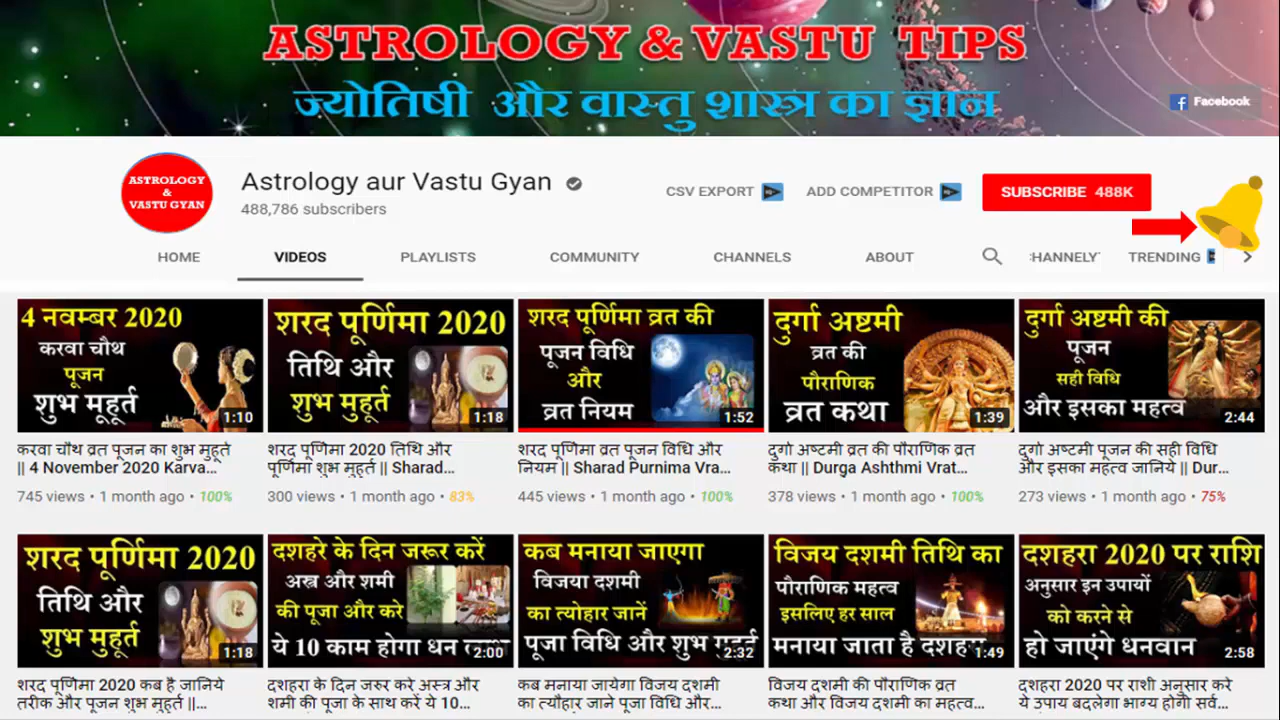 ASTROLOGY & VASTU TIPS
ज्योतिषी और वास्तु शास्त्र का ज्ञान
Facebook
ASTROLOGY
&
VASTU GYAN
Astrology aur Vastu Gyan
488,786 subscribers
CSV EXPORT
ADD COMPETITOR
SUBSCRIBE 488K
HOME
VIDEOS
PLAYLISTS
COMMUNITY
CHANNELS
ABOUT
:HANNELY
TRENDING
4 नवम्बर 2020
करवा चौथ
पूजन
शुभ मुहूर्त
1:10
शरद पूर्णिमा 2020
तिथि और
शुभ मुहूर्त
1:18
शरद पूर्णिमा व्रत की
पूजन विधि
और
व्रत नियम
1:52
दुर्गा अष्टमी
व्रत की
पौराणिक
व्रत कथा
1:39
दुर्गा अष्टमी की
पूजन
सही विधि
और इसका महत्व
2:44
करवा चौथ व्रत पूजन का शुभ मुहूर्त
|| 4 November 2020 Karva...
745 views • 1 month ago • 100%
शरद पूर्णिमा 2020 तिथि और
पूर्णिमा शुभ मुहूर्त || Sharad...
300 views • 1 month ago • 83%
शरद पूर्णिमा व्रत पूजन विधि और
नियम || Sharad Purnima Vra...
445 views • 1 month ago • 100%
दुर्गा अष्टमी व्रत की पौराणिक व्रत
कथा || Durga Ashthmi Vrat...
378 views • 1 month ago • 100%
दुर्गा अष्टमी पूजन की सही विधि
और इसका महत्व जानिये || Dur...
273 views • 1 month ago • 75%
शरद पूर्णिमा 2020
तिथि और
शुभ मुहूर्त
1:18
दशहरे के दिन जरूर करें
अस्त्र और शमी
की पूजा और करे
ये 10 काम होगा धन
2:00
कब मनाया जाएगा
विजया दशमी
का त्योहार जानें
पूजा विधि और शुभ मुहूर्त
2:32
विजय दशमी तिथि का
पौराणिक महत्व
इसलिए हर साल
मनाया जाता है दशह
1:49
दशहरा 2020 पर राशि
अनुसार इन उपायों
को करने से
हो जाएंगे धनवान
2:58
शरद पूर्णिमा 2020 कब है जानिये
तरीक और पूजन शुभ मुहूर्त ||...
दशहरा के दिन जरुर करे अस्त्र और
शमी की पूजा के साथ करें ये 10...
कब मनाया जायेगा विजय दशमी
का त्यौहार जाने पूजा विधि और...
विजय दशमी की पौराणिक व्रत
कथा और विजय दशमी का महत्व...
दशहरा 2020 पर राशी अनुसार करे
ये उपाय बदलेगा भाग्य होगी सर्व...